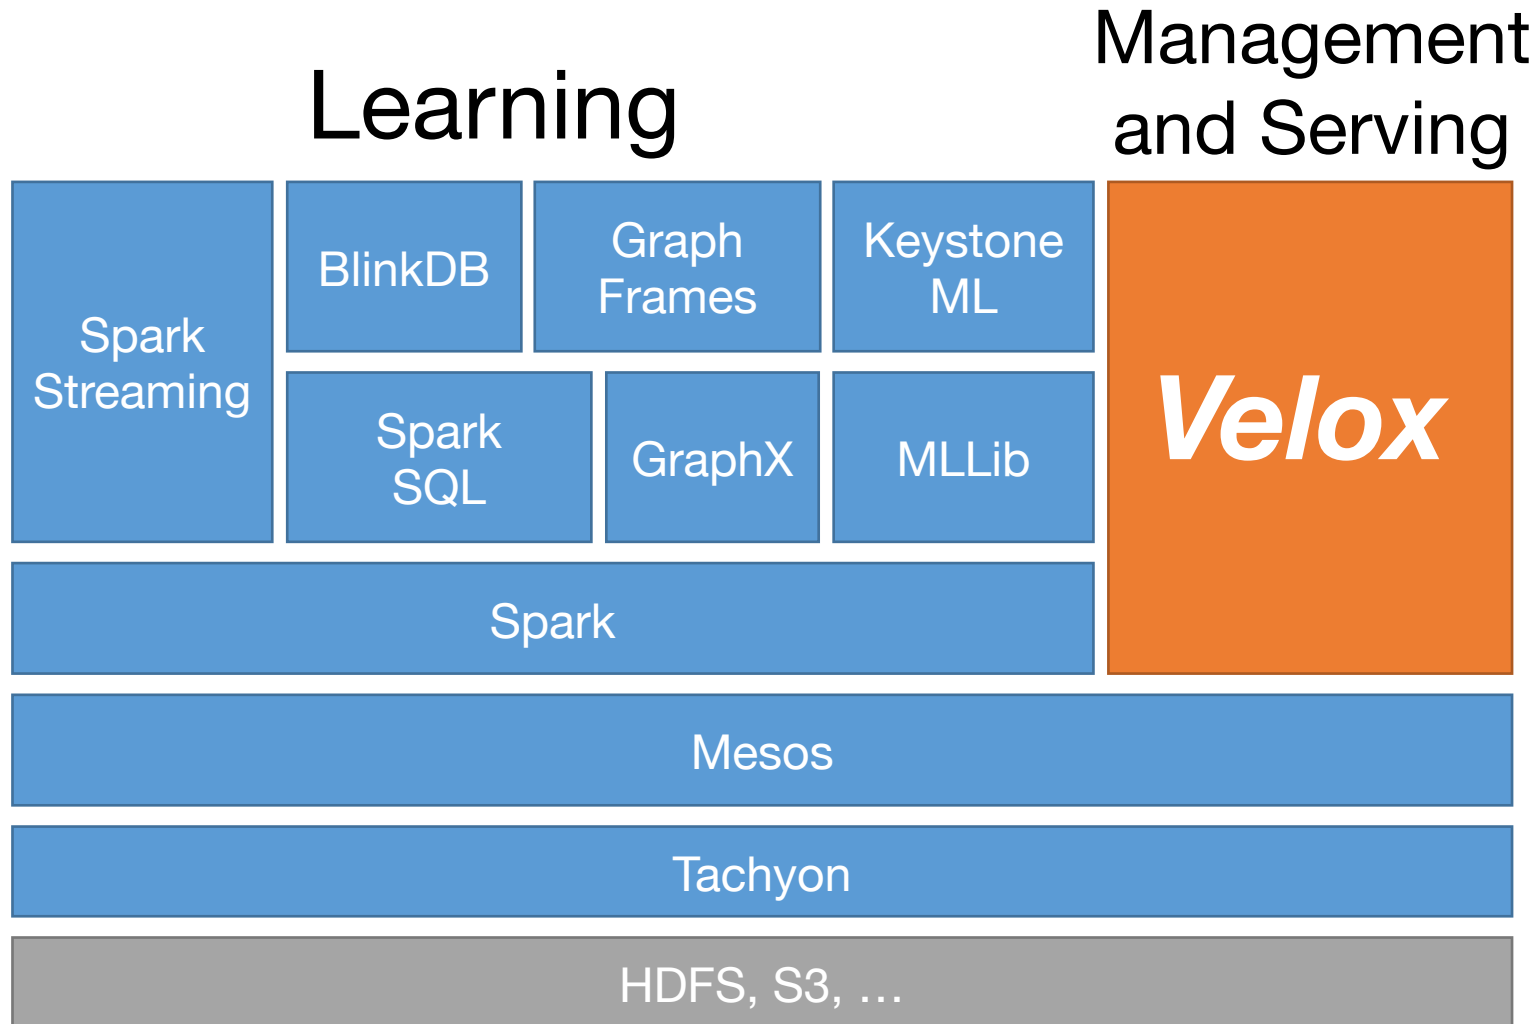 Learning
Management
and Serving
Spark
Streaming
BlinkDB
Graph
Frames
Keystone
ML
Spark
SQL
GraphX
MLLib
Velox
Spark
Mesos
Tachyon
HDFS, S3, …